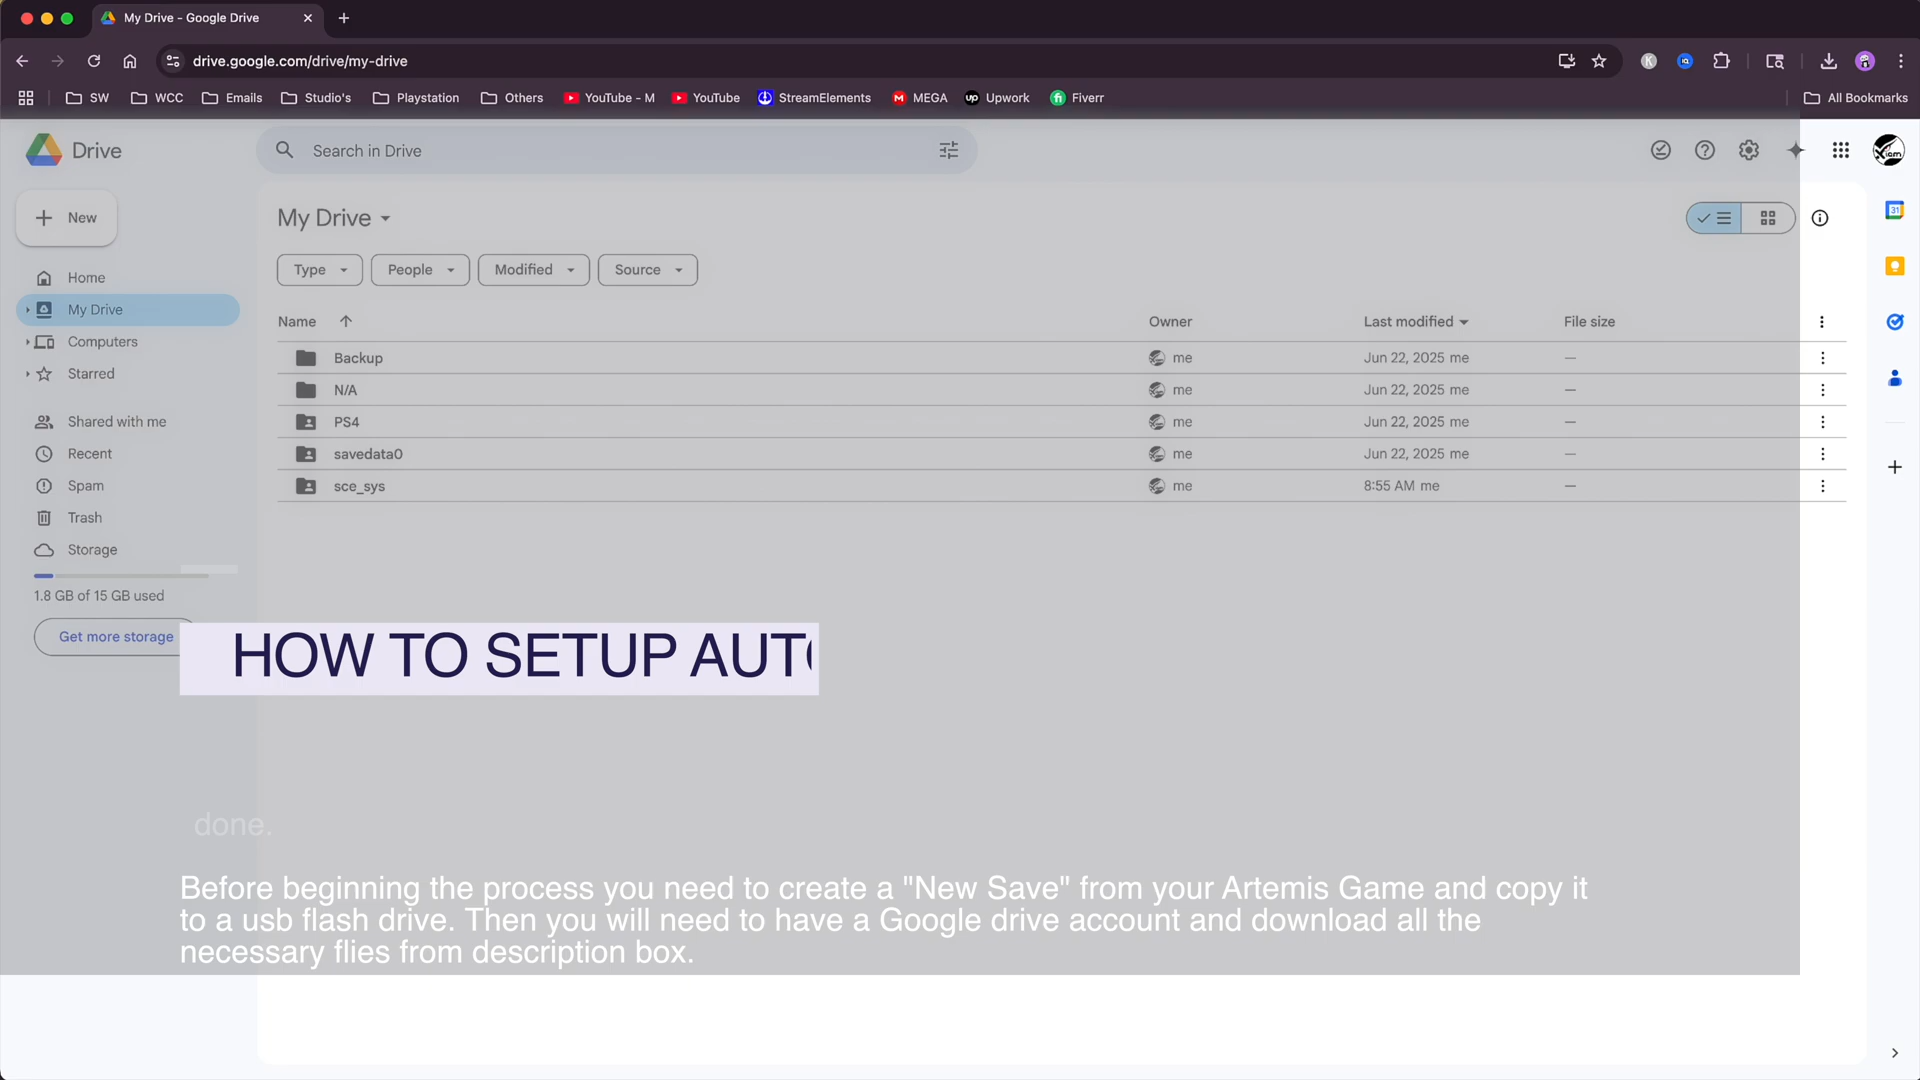 My Drive - Google Drive
drive.google.com/drive/my-drive
SW
WCC
Emails
Studio's
Playstation
Others
YouTube - M
YouTube
StreamElements
MEGA
Upwork
Fiverr
All Bookmarks
Drive
Search in Drive
New
My Drive
Type
People
Modified
Source
Home
My Drive
Computers
Starred
Shared with me
Recent
Spam
Trash
Storage
1.8 GB of 15 GB used
Get more storage
Name
Owner
Last modified
File size
Backup
me
Jun 22, 2025 me
—
N/A
me
Jun 22, 2025 me
—
PS4
me
Jun 22, 2025 me
—
savedata0
me
Jun 22, 2025 me
—
sce_sys
me
8:55 AM me
—
HOW TO SETUP AUTO
done.
Before beginning the process you need to create a "New Save" from your Artemis Game and copy it
to a usb flash drive. Then you will need to have a Google drive account and download all the
necessary flies from description box.